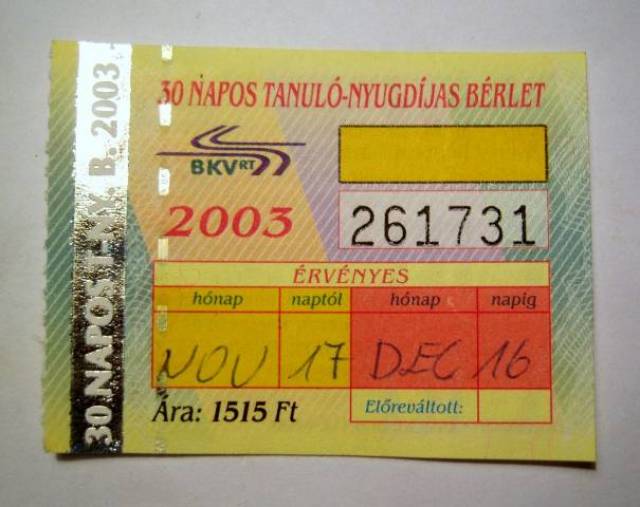 30 NAPOS T.-NY. B. 2003
30 NAPOS TANULÓ-NYUGDÍJAS BÉRLET
BKV RT
2003
261731
ÉRVÉNYES
hónap naptól hónap napig
NOV 17 DEC 16
Ára: 1515 Ft
Előreváltott: